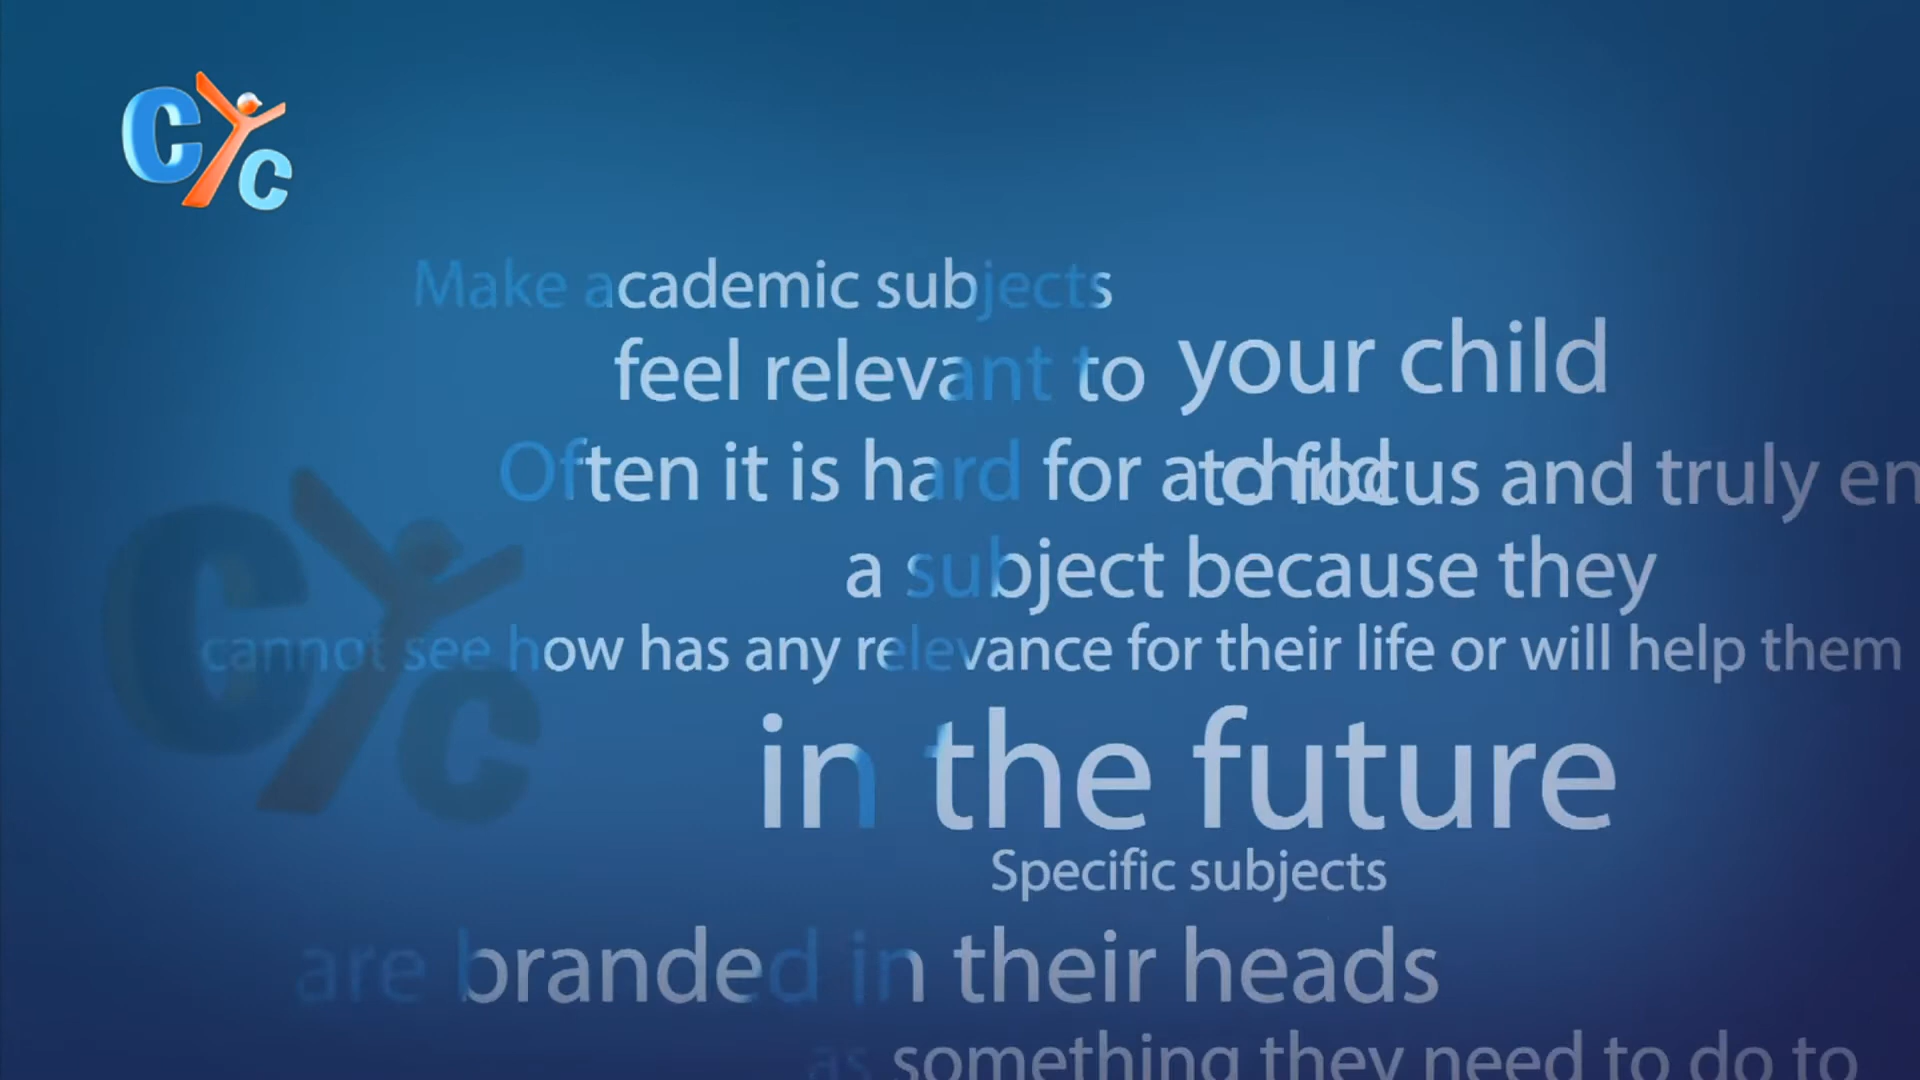 CYC
Make academic subjects
feel relevant to your child
Often it is hard for a child to focus and truly en
a subject because they
cannot see how has any relevance for their life or will help them
in the future
Specific subjects
are branded in their heads
as something they need to do to
CYC